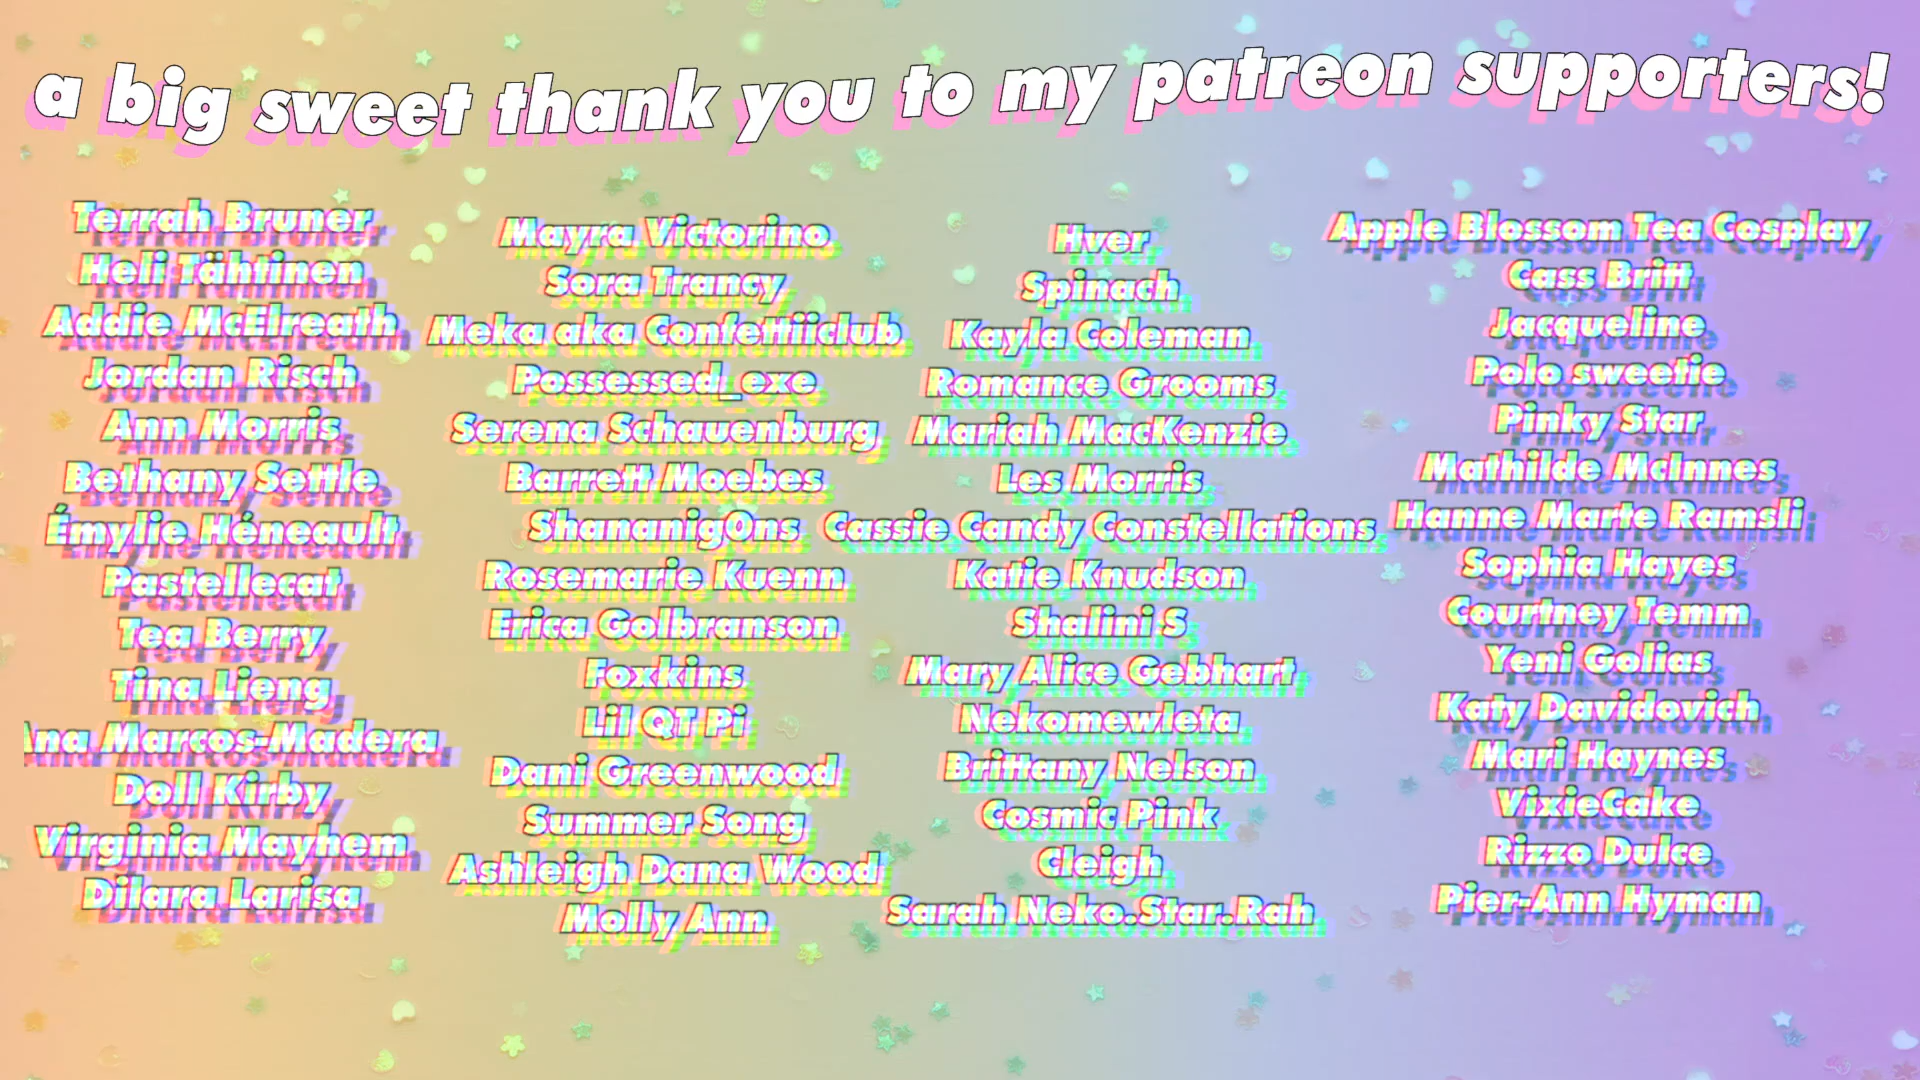 a big sweet thank you to my patreon supporters!
Terrah Bruner
Heli Tähtinen
Addie McElreath
Jordan Risch
Ann Morris
Bethany Settle
Émylie Héneault
Pastellecat
Tea Berry
Tina Lieng
Marcos-Madera
Doll Kirby
Virginia Mayhem
Dilara Larisa
Mayra Victorino
Sora Trancy
Meka aka Confettiiclub
Possessed_exe
Serena Schauenburg
Barrett Moebes
Shananig0ns
Rosemarie Kuenn
Erica Golbranson
Foxkins
Lil QT Pi
Dani Greenwood
Summer Song
Ashleigh Dana Wood
Molly Ann
Hver
Spinach
Kayla Coleman
Romance Grooms
Mariah MacKenzie
Les Morris
Cassie Candy Constellations
Katie Knudson
Shalini S
Mary Alice Gebhart
Nekomewleta
Brittany Nelson
Cosmic Pink
Cleigh
Sarah Neko.Star.Rah
Apple Blossom Tea Cosplay
Cass Britt
Jacqueline
Polo sweetie
Pinky Star
Mathilde McInnes
Hanne Marte Ramsli
Sophia Hayes
Courtney Temm
Yeni Golias
Katy Davidovich
Mari Haynes
VixieCake
Rizzo Dulce
Pier-Ann Hyman